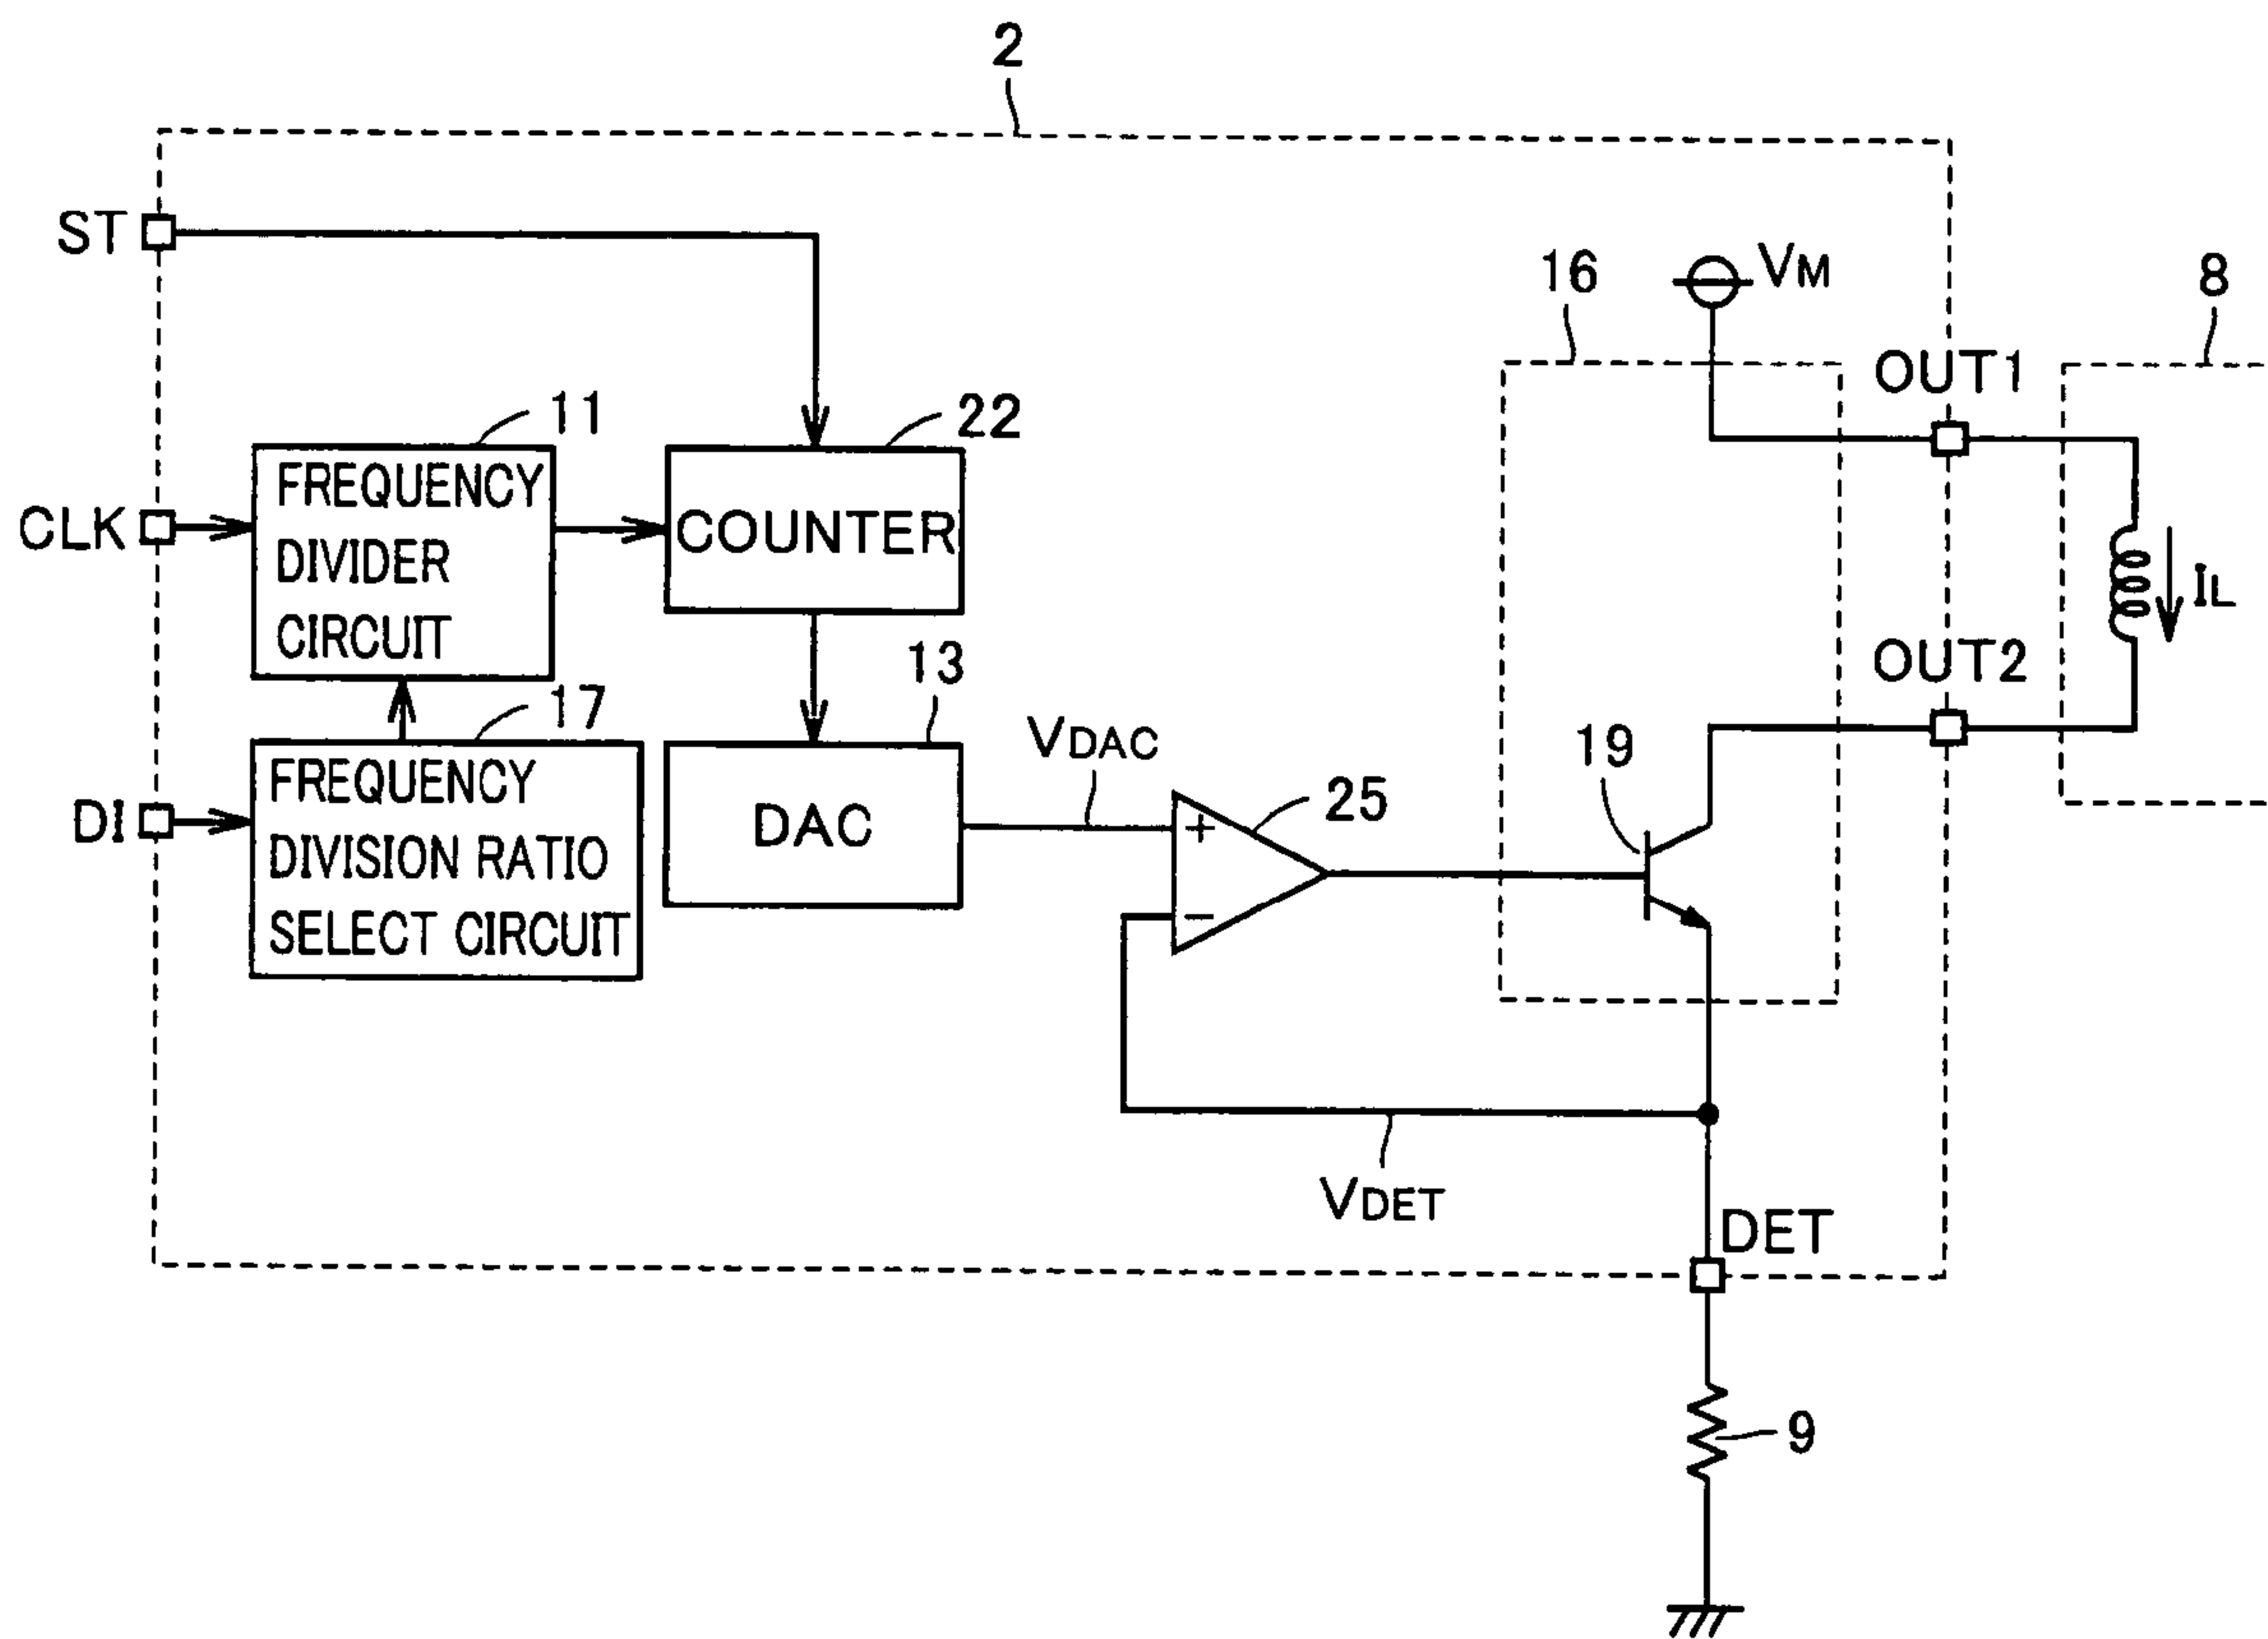 2
ST
16
VM
8
OUT1
11
22
FREQUENCY
DIVIDER
CIRCUIT
COUNTER
CLK
IL
OUT2
17
13
VDAC
19
25
DI
FREQUENCY
DIVISION RATIO
SELECT CIRCUIT
DAC
+
−
VDET
DET
9